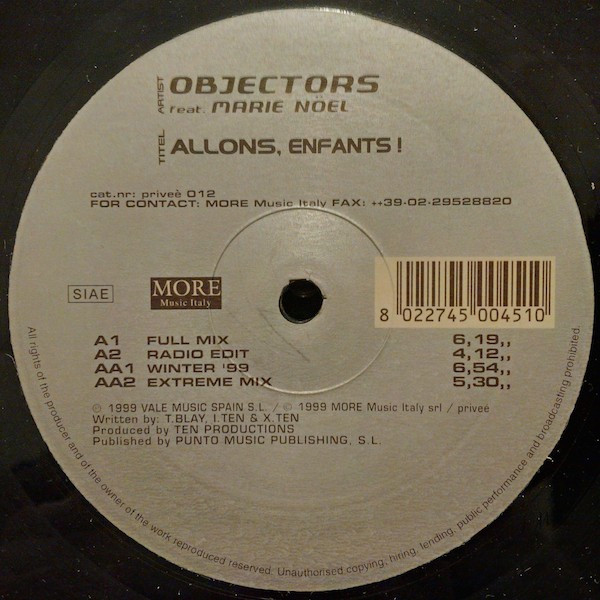 ARTIST
OBJECTORS
feat. MARIE NÖEL
TITEL
ALLONS, ENFANTS !
cat.nr: priveè 012
FOR CONTACT: MORE Music Italy FAX: ++39-02-29528820
SIAE
MORE
Music Italy
8 022745 004510
A1 FULL MIX 6,19,,
A2 RADIO EDIT 4,12,,
AA1 WINTER '99 6,54,,
AA2 EXTREME MIX 5,30,,
℗ 1999 VALE MUSIC SPAIN S.L. / © 1999 MORE Music Italy srl / priveè
Written by: T.BLAY, I.TEN & X.TEN
Produced by TEN PRODUCTIONS
Published by PUNTO MUSIC PUBLISHING, S.L.
All rights of the producer and of the owner of the work reproduced reserved. Unauthorised copying, hiring, lending, public performance and broadcasting prohibited.